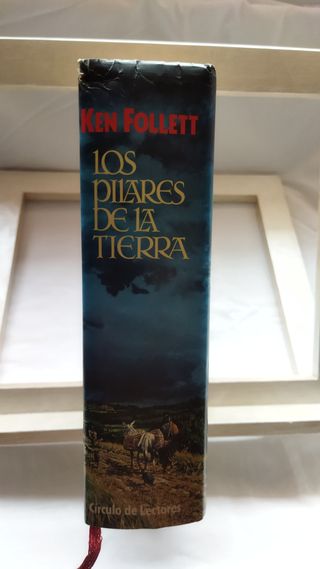 KEN FOLLETT
LOS
PILARES
DE LA
TIERRA
Círculo de Lectores